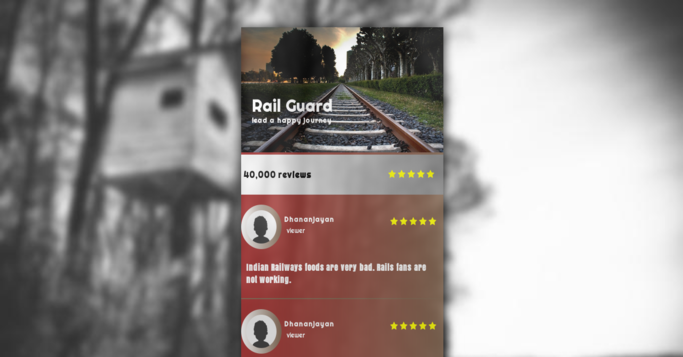 Rail Guard
lead a happy journey
40,000 reviews
Dhananjayan
viewer
Indian Railways foods are very bad. Rails fans are
not working.
Dhananjayan
viewer